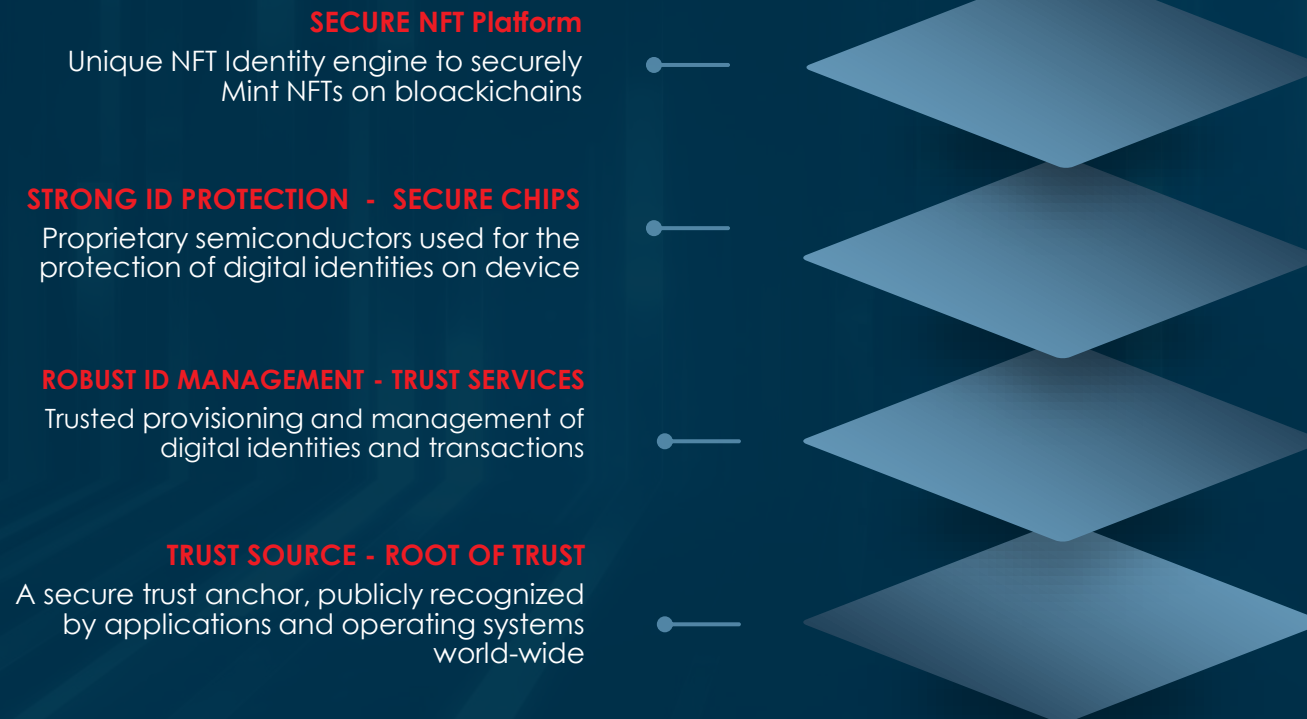 SECURE NFT Platform
Unique NFT Identity engine to securely
Mint NFTs on bloackichains
STRONG ID PROTECTION - SECURE CHIPS
Proprietary semiconductors used for the
protection of digital identities on device
ROBUST ID MANAGEMENT - TRUST SERVICES
Trusted provisioning and management of
digital identities and transactions
TRUST SOURCE - ROOT OF TRUST
A secure trust anchor, publicly recognized
by applications and operating systems
world-wide